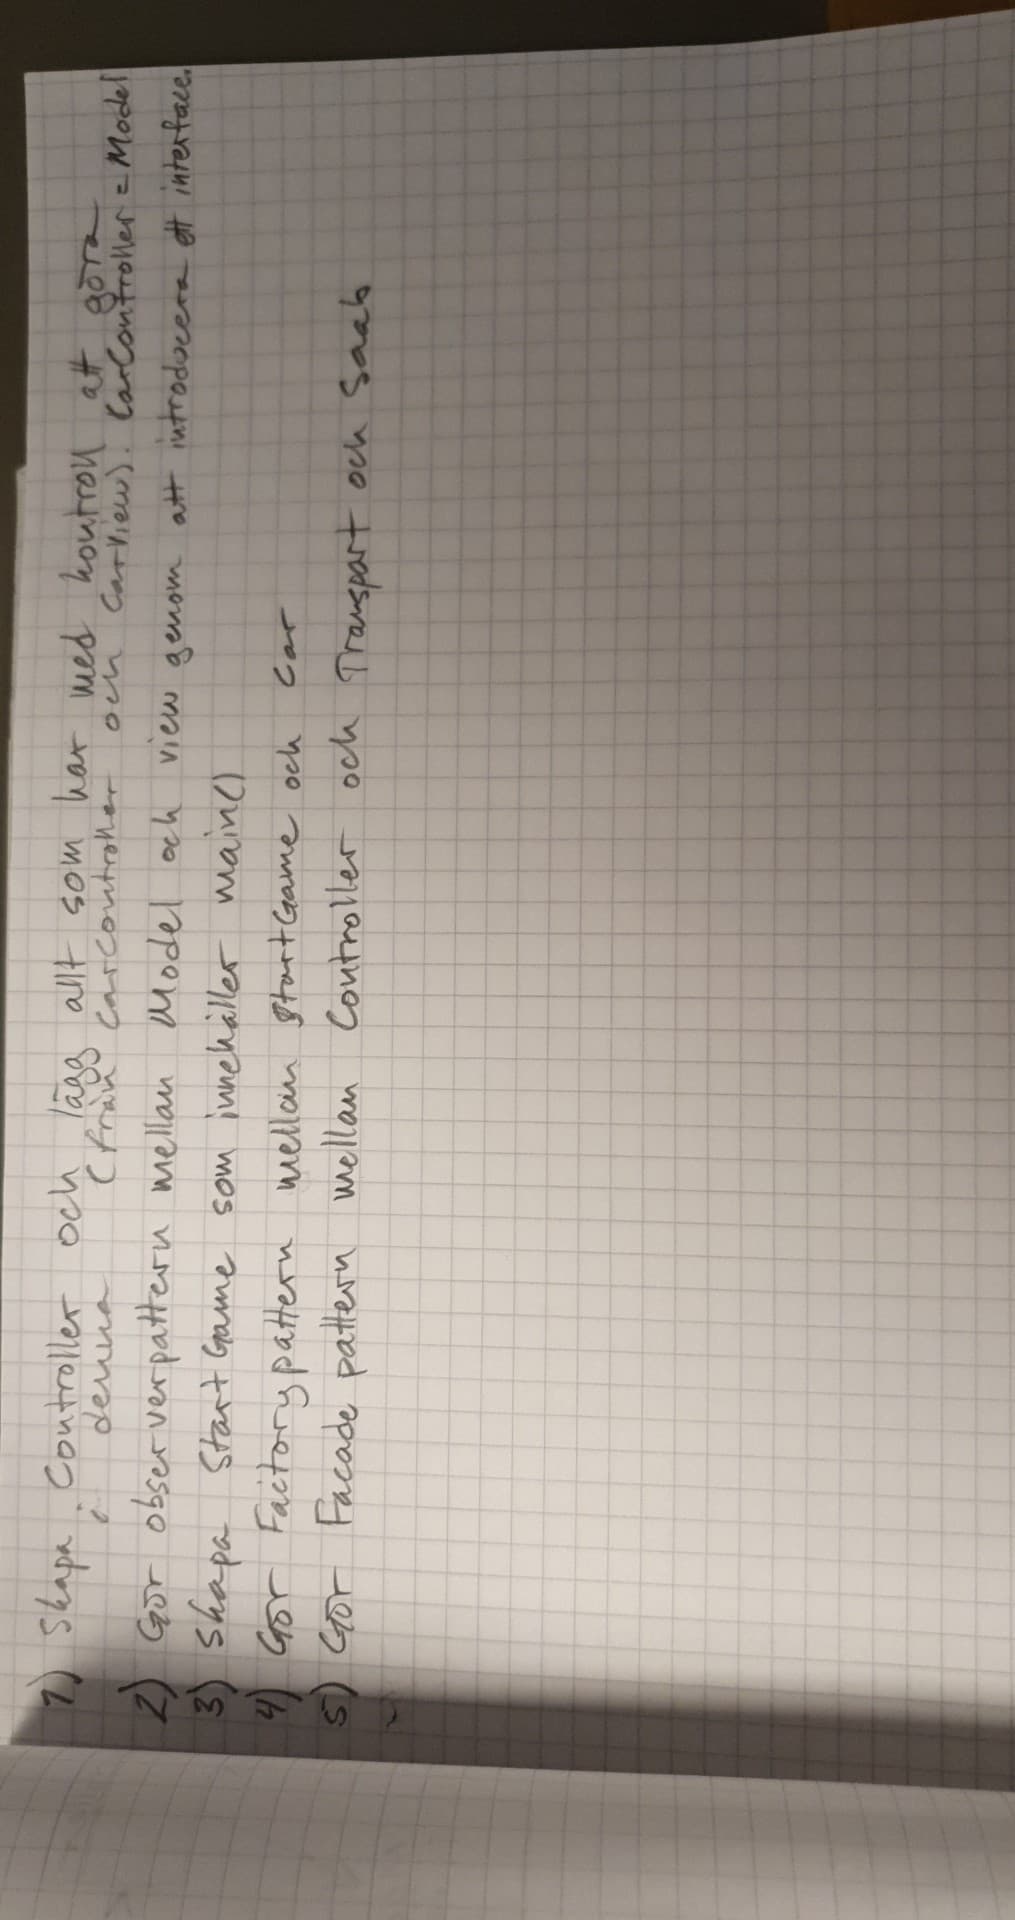 1) Skapa Controller och lägg allt som har med kontroll att göra
i denna (från CarController och CarView). CarController = Model
2) Gör observerpattern mellan Model och view genom att introducera ett interface.
3) Skapa StartGame som innehåller main()
4) Gör Factorypattern mellan StartGame och Car
5) Gör Facade pattern mellan Controller och Transport och Saab